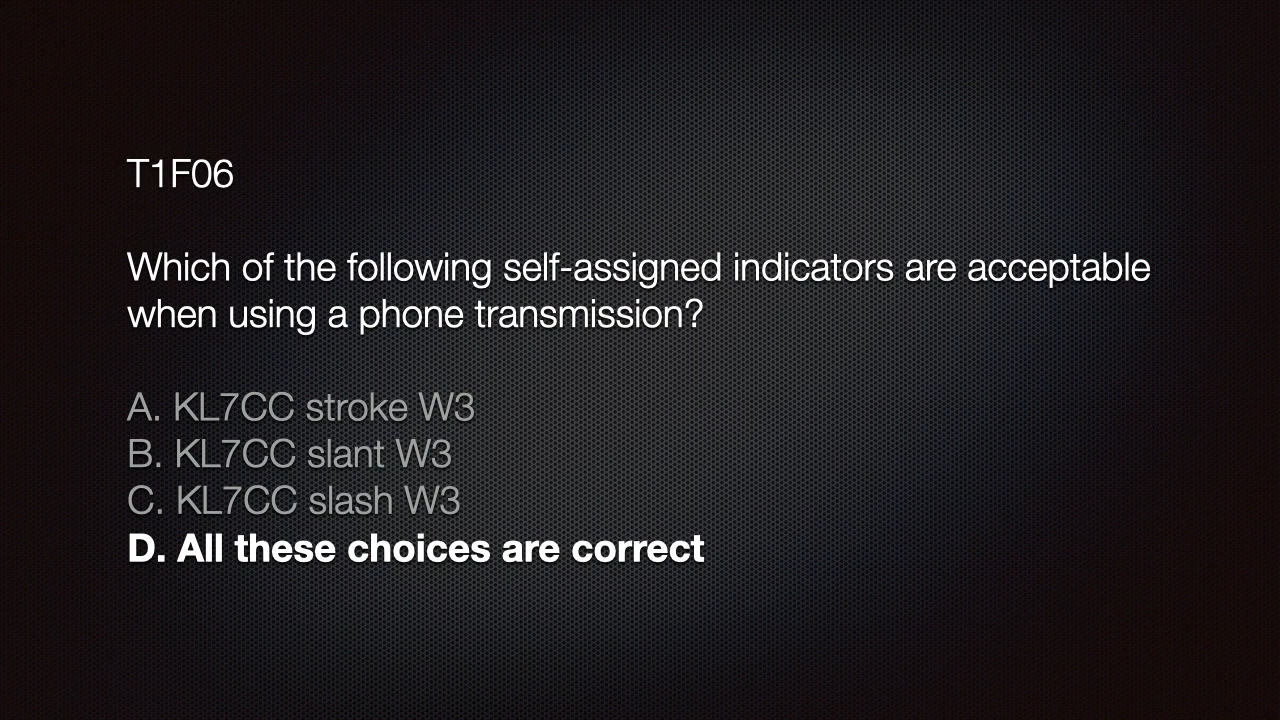 T1F06
Which of the following self-assigned indicators are acceptable
when using a phone transmission?
A. KL7CC stroke W3
B. KL7CC slant W3
C. KL7CC slash W3
D. All these choices are correct